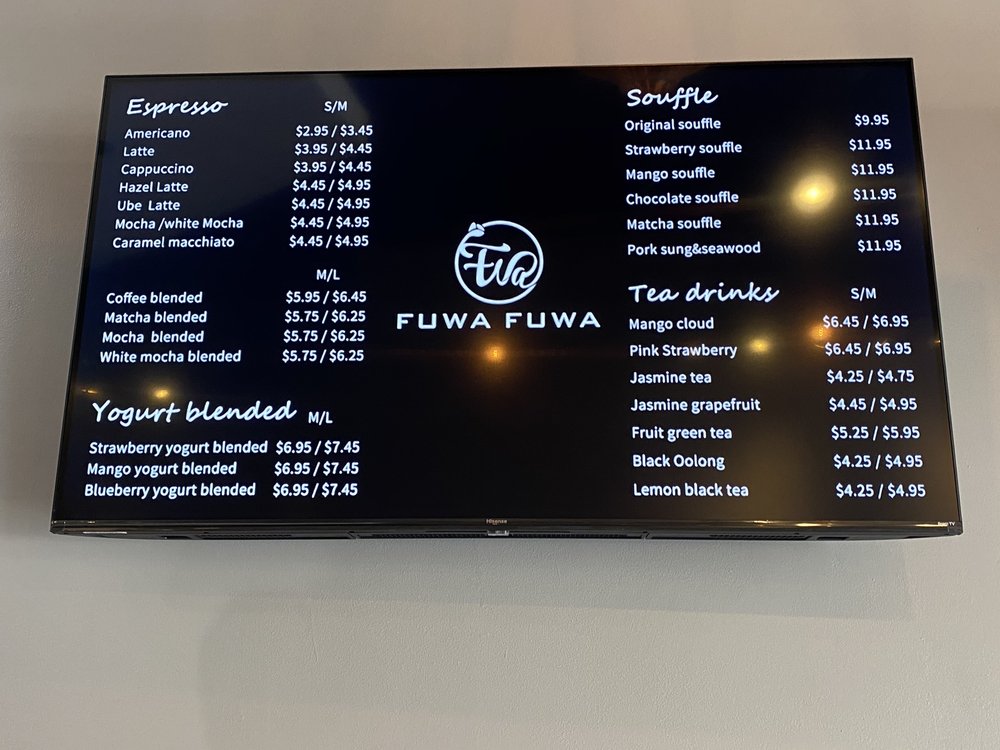 Espresso S/M
Americano $2.95 / $3.45
Latte $3.95 / $4.45
Cappuccino $3.95 / $4.45
Hazel Latte $4.45 / $4.95
Ube Latte $4.45 / $4.95
Mocha /white Mocha $4.45 / $4.95
Caramel macchiato $4.45 / $4.95
M/L
Coffee blended $5.95 / $6.45
Matcha blended $5.75 / $6.25
Mocha blended $5.75 / $6.25
White mocha blended $5.75 / $6.25
Yogurt blended M/L
Strawberry yogurt blended $6.95 / $7.45
Mango yogurt blended $6.95 / $7.45
Blueberry yogurt blended $6.95 / $7.45
Fwa
FUWA FUWA
Souffle
Original souffle $9.95
Strawberry souffle $11.95
Mango souffle $11.95
Chocolate souffle $11.95
Matcha souffle $11.95
Pork sung&seawood $11.95
Tea drinks S/M
Mango cloud $6.45 / $6.95
Pink Strawberry $6.45 / $6.95
Jasmine tea $4.25 / $4.75
Jasmine grapefruit $4.45 / $4.95
Fruit green tea $5.25 / $5.95
Black Oolong $4.25 / $4.95
Lemon black tea $4.25 / $4.95
Hisense
Roku TV